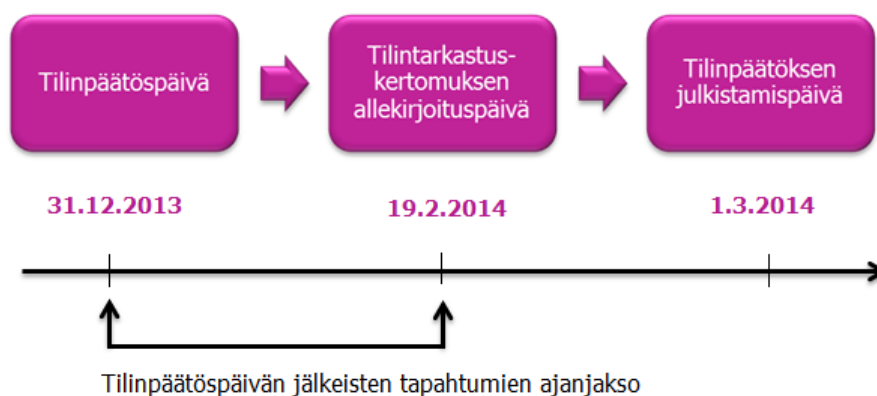 Tilinpäätöspäivä
Tilintarkastus-
kertomuksen
allekirjoituspäivä
Tilinpäätöksen
julkistamispäivä
31.12.2013
19.2.2014
1.3.2014
Tilinpäätöspäivän jälkeisten tapahtumien ajanjakso